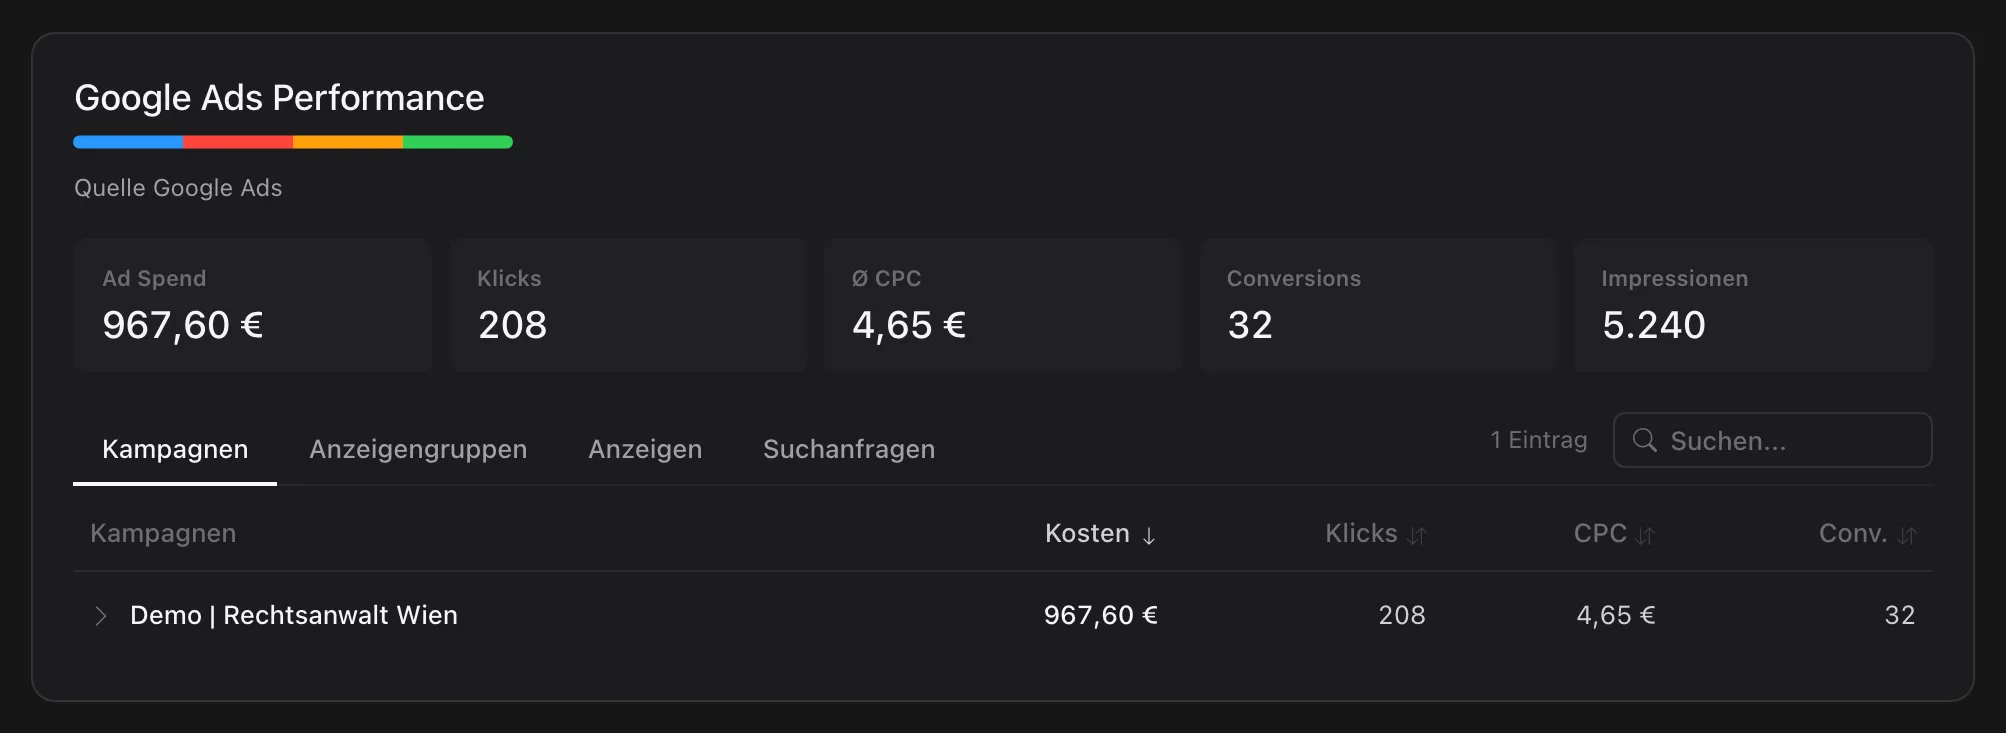 Google Ads Performance
Quelle Google Ads
Ad Spend
967,60 €
Klicks
208
Ø CPC
4,65 €
Conversions
32
Impressionen
5.240
Kampagnen Anzeigengruppen Anzeigen Suchanfragen 1 Eintrag Suchen...
Kampagnen Kosten ↓ Klicks CPC Conv.
Demo | Rechtsanwalt Wien 967,60 € 208 4,65 € 32